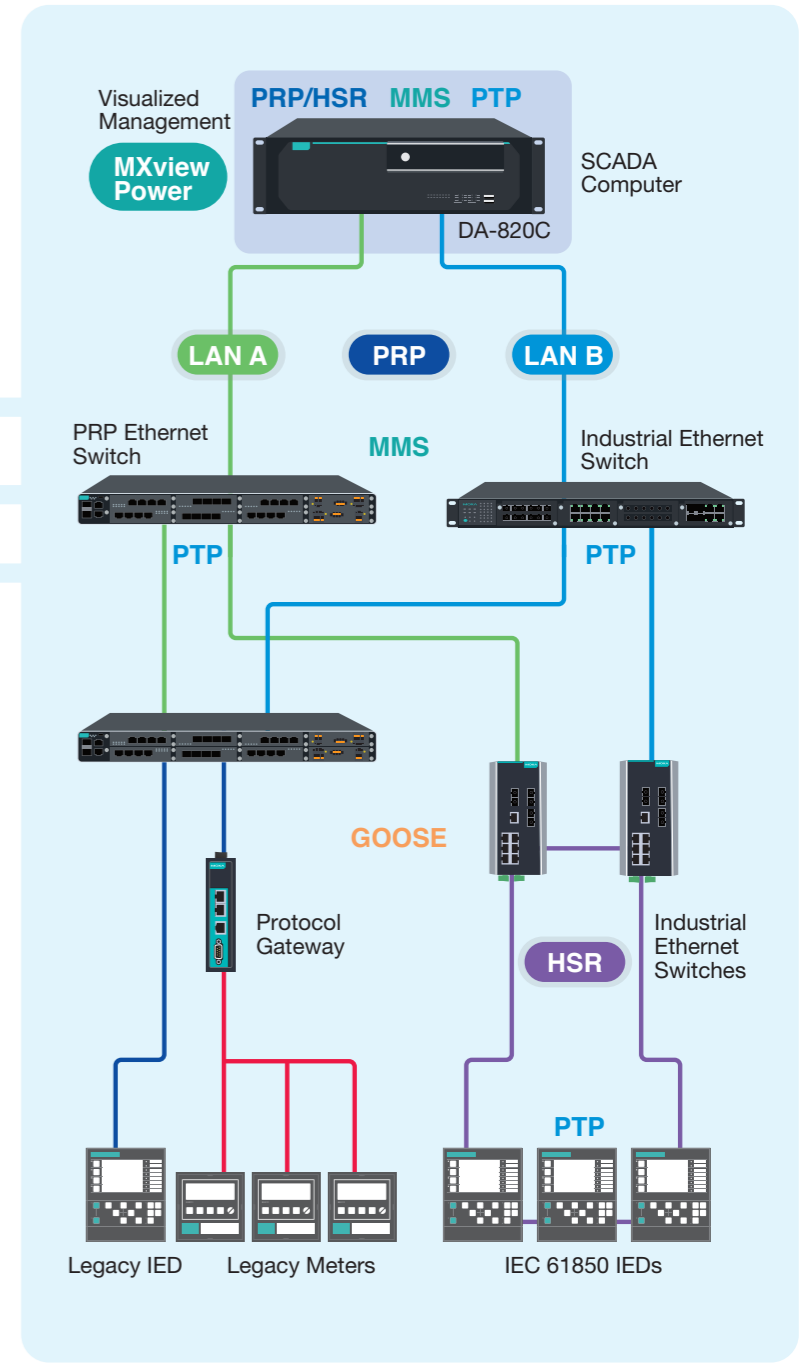 Visualized
Management
MXview
Power
PRP/HSR MMS PTP
SCADA
Computer
DA-820C
LAN A
PRP
LAN B
PRP Ethernet
Switch
MMS
Industrial Ethernet
Switch
PTP
PTP
GOOSE
Protocol
Gateway
HSR
Industrial
Ethernet
Switches
PTP
Legacy IED
Legacy Meters
IEC 61850 IEDs